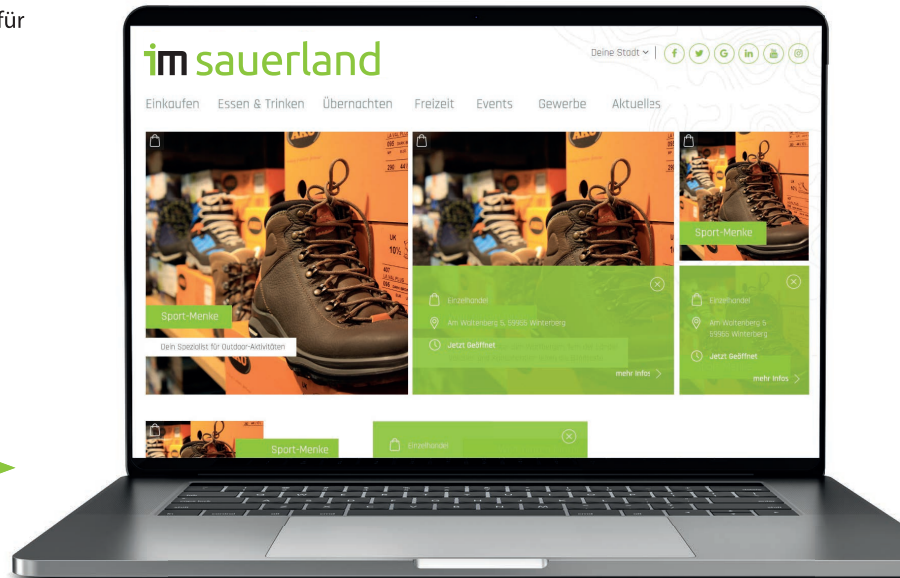 für
im sauerland
Deine Stadt
Einkaufen Essen & Trinken Übernachten Freizeit Events Gewerbe Aktuelles
Sport-Menke
Dein Spezialist für Outdoor-Aktivitäten
Einzelhandel
Am Waltenberg 5, 59955 Winterberg
Jetzt Geöffnet
mehr Infos
Sport-Menke
Einzelhandel
Am Waltenberg 5
59955 Winterberg
Jetzt Geöffnet
mehr Infos
Sport-Menke
Einzelhandel